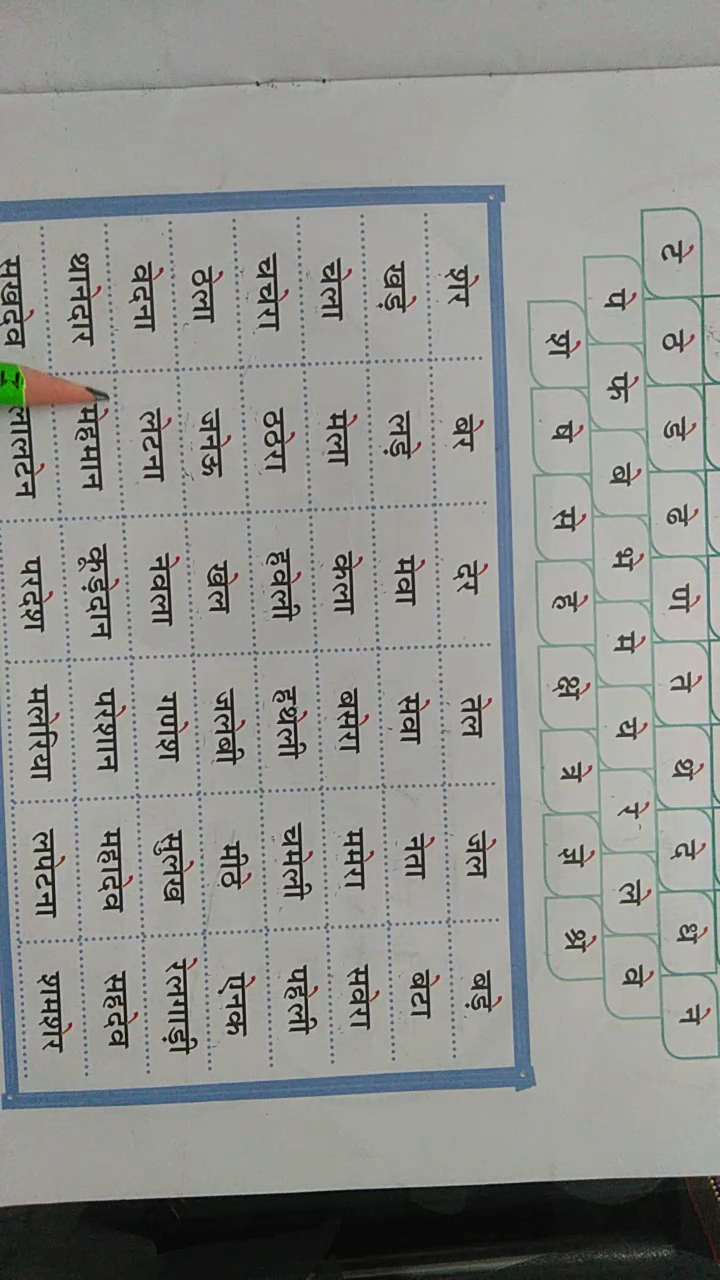 टे ठे डे ढे णे ते थे दे धे ने
पे फे बे भे मे ये रे ले वे
शे षे से हे क्षे त्रे ज्ञे श्रे
शेर बेर देर तेल जेल बड़े
खड़े लड़े मेवा सेवा नेता बेटा
चेला मेला केला बसेरा ममेरा सवेरा
चचेरा ठठेरा हवेली हथेली चमेली पहेली
ठेला जनेऊ खेल जलेबी मीठे ऐनक
वेदना लेटना नेवला गणेश सुलेख रेलगाड़ी
थानेदार मेहमान कूड़ेदान परेशान महादेव सहदेव
सुखदेव लालटेन परदेश मलेरिया लपेटना शमशेर